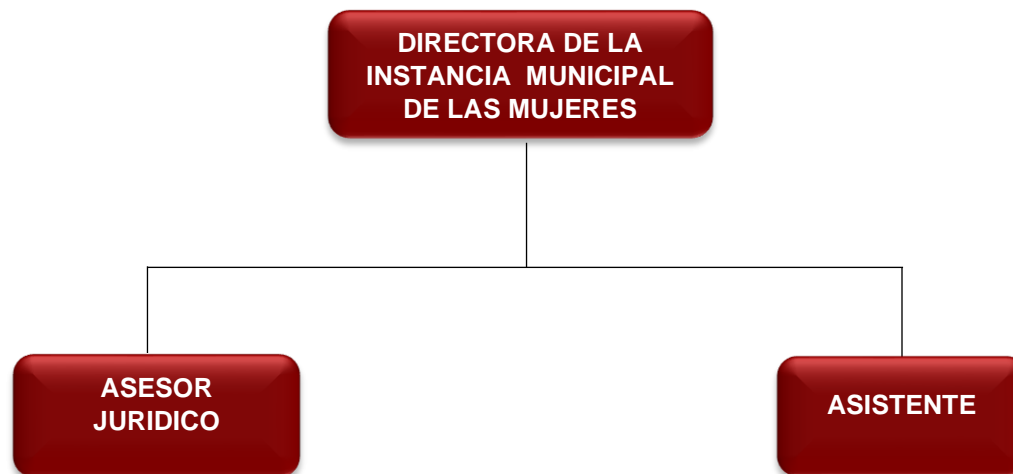 DIRECTORA DE LA
INSTANCIA MUNICIPAL
DE LAS MUJERES
ASESOR
JURIDICO
ASISTENTE